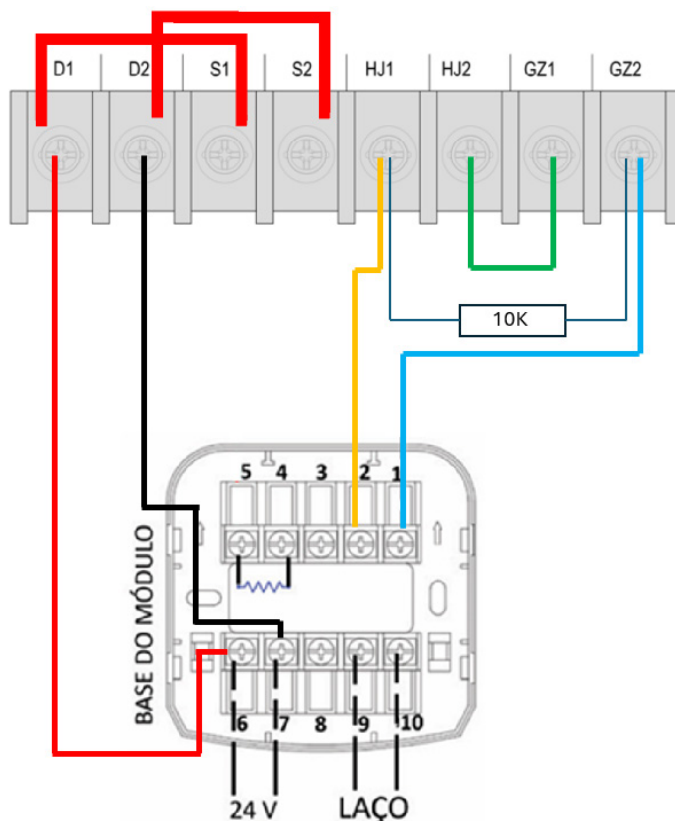 D1 D2 S1 S2 HJ1 HJ2 GZ1 GZ2
10K
5 4 3 2 1
BASE DO MÓDULO
6 7 8 9 10
24 V LAÇO